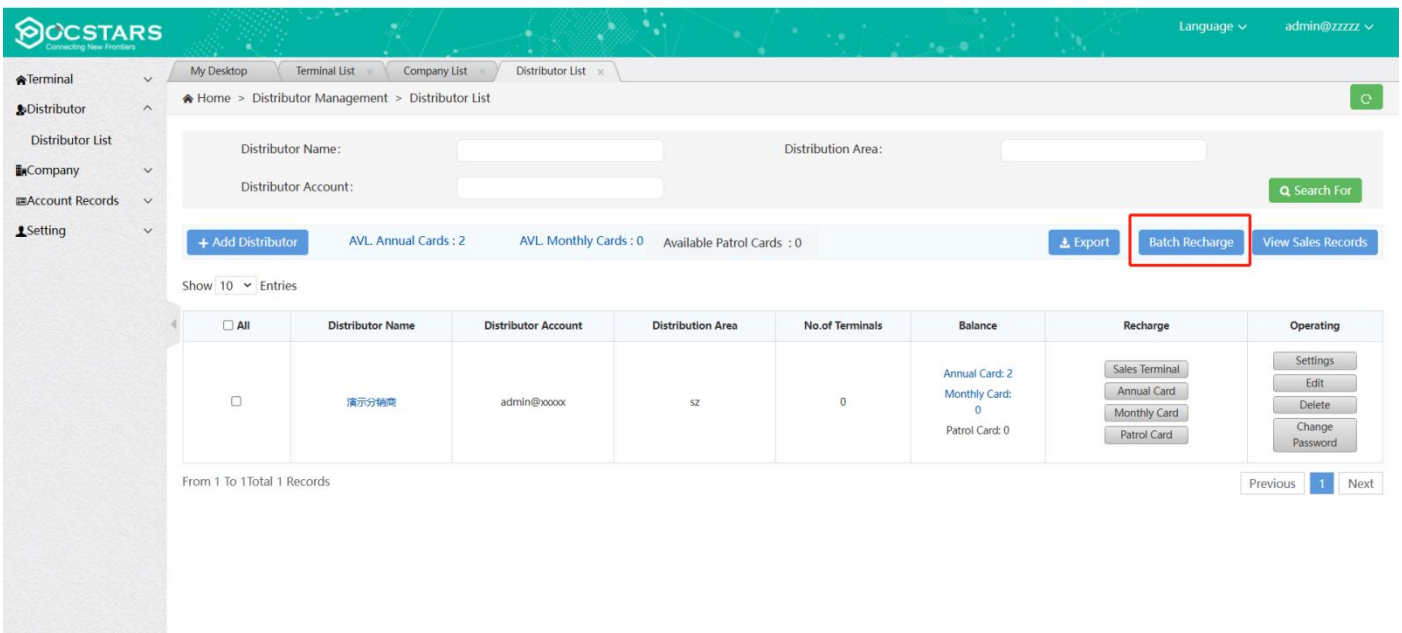 POCSTARS
Connecting New Frontiers
Language
admin@zzzzz
Terminal
Distributor
Distributor List
Company
Account Records
Setting
My Desktop
Terminal List ×
Company List ×
Distributor List ×
Home > Distributor Management > Distributor List
Distributor Name:
Distribution Area:
Distributor Account:
Search For
+ Add Distributor
AVL. Annual Cards : 2
AVL. Monthly Cards : 0
Available Patrol Cards : 0
Export
Batch Recharge
View Sales Records
Show 10 Entries
All
Distributor Name
Distributor Account
Distribution Area
No.of Terminals
Balance
Recharge
Operating
演示分销商
admin@xxxxx
sz
0
Annual Card: 2
Monthly Card:
0
Patrol Card: 0
Sales Terminal
Annual Card
Monthly Card
Patrol Card
Settings
Edit
Delete
Change
Password
From 1 To 1Total 1 Records
Previous
1
Next